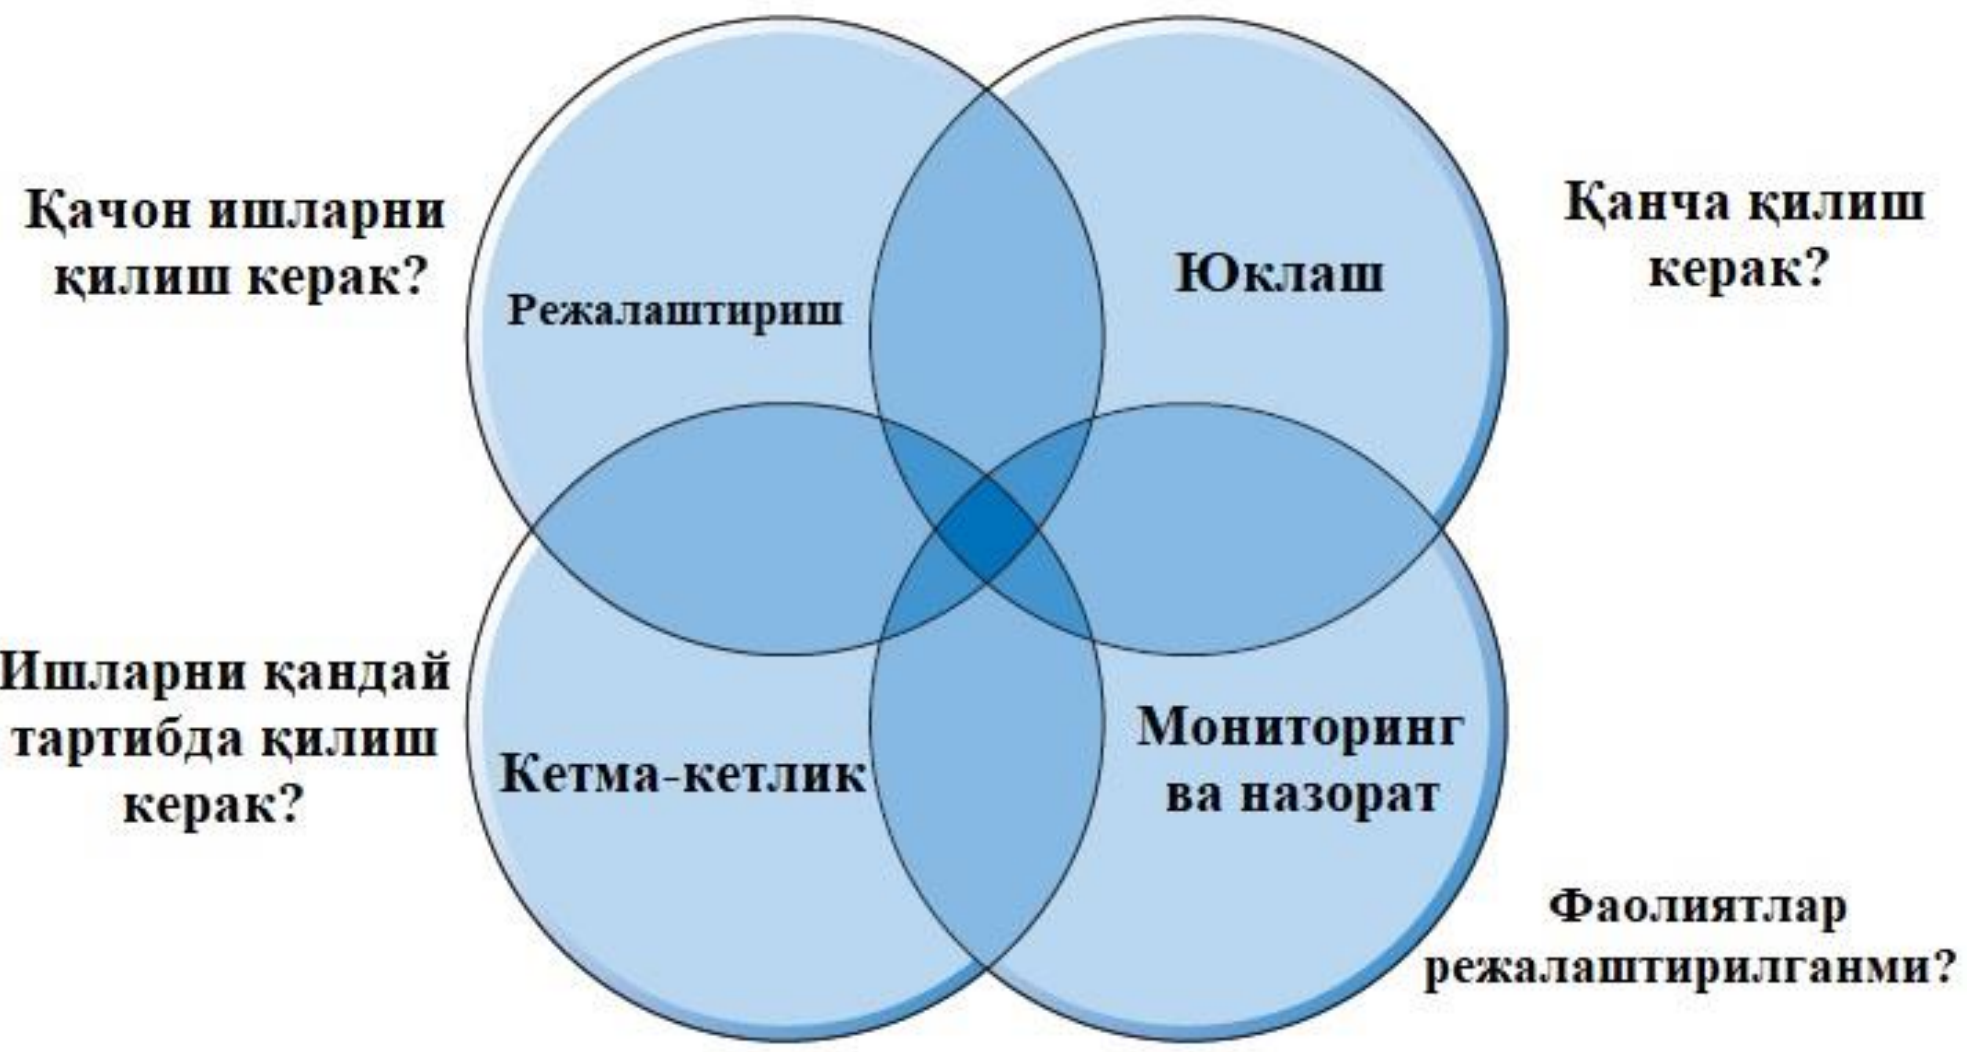 Қачон ишларни
қилиш керак?
Режалаштириш
Юклаш
Қанча қилиш
керак?
Ишларни қандай
тартибда қилиш
керак?
Кетма-кетлик
Мониторинг
ва назорат
Фаолиятлар
режалаштирилганми?